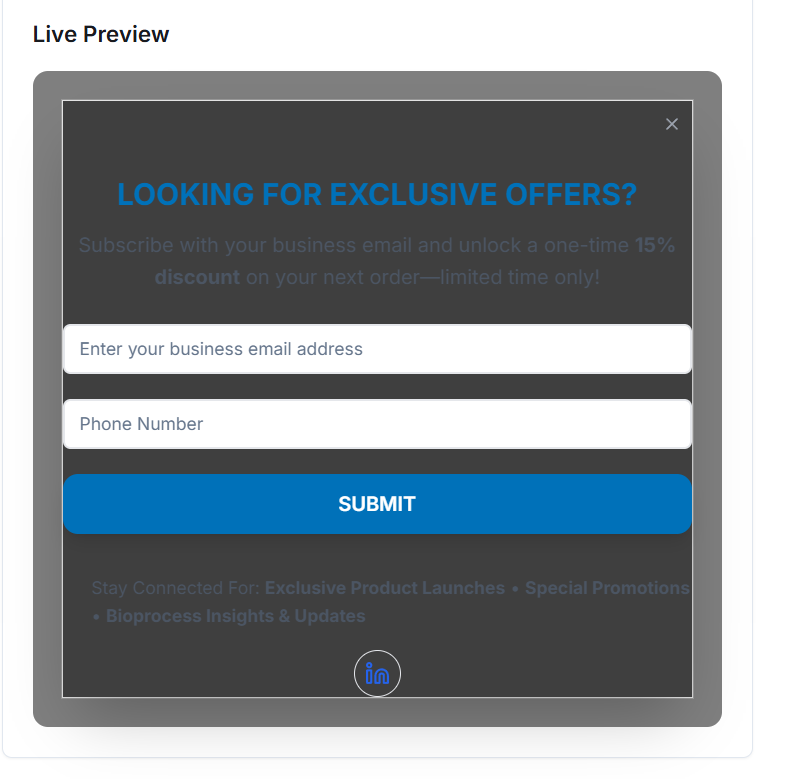 Live Preview
LOOKING FOR EXCLUSIVE OFFERS?
Subscribe with your business email and unlock a one-time 15%
discount on your next order—limited time only!
Enter your business email address
Phone Number
SUBMIT
Stay Connected For: Exclusive Product Launches • Special Promotions
• Bioprocess Insights & Updates
in